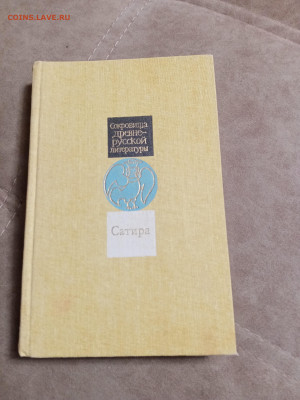 COINS.LAVE.RU
Сокровища
древне-
русской
литературы
Сатира